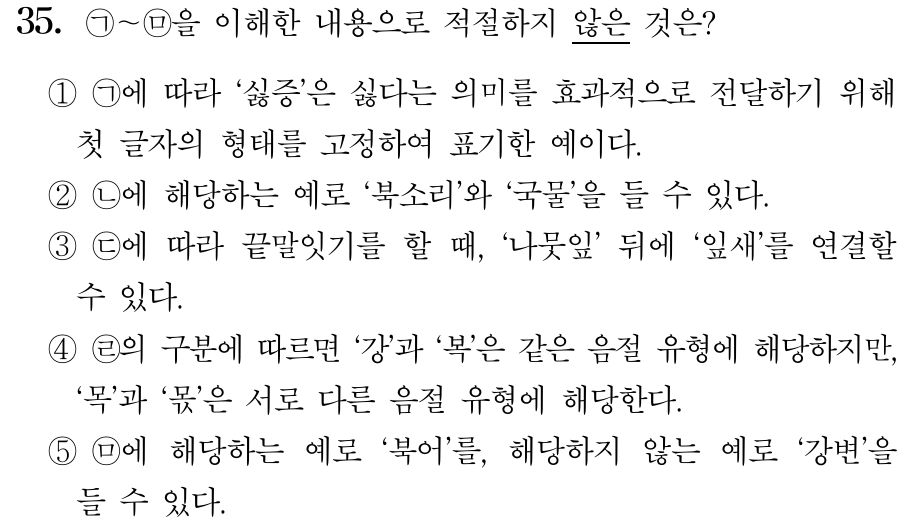 35. ㉠～㉤을 이해한 내용으로 적절하지 않은 것은?
① ㉠에 따라 ‘싫증’은 싫다는 의미를 효과적으로 전달하기 위해
첫 글자의 형태를 고정하여 표기한 예이다.
② ㉡에 해당하는 예로 ‘북소리’와 ‘국물’을 들 수 있다.
③ ㉢에 따라 끝말잇기를 할 때, ‘나뭇잎’ 뒤에 ‘잎새’를 연결할
수 있다.
④ ㉣의 구분에 따르면 ‘강’과 ‘복’은 같은 음절 유형에 해당하지만,
‘목’과 ‘몫’은 서로 다른 음절 유형에 해당한다.
⑤ ㉤에 해당하는 예로 ‘북어’를, 해당하지 않는 예로 ‘강변’을
들 수 있다.